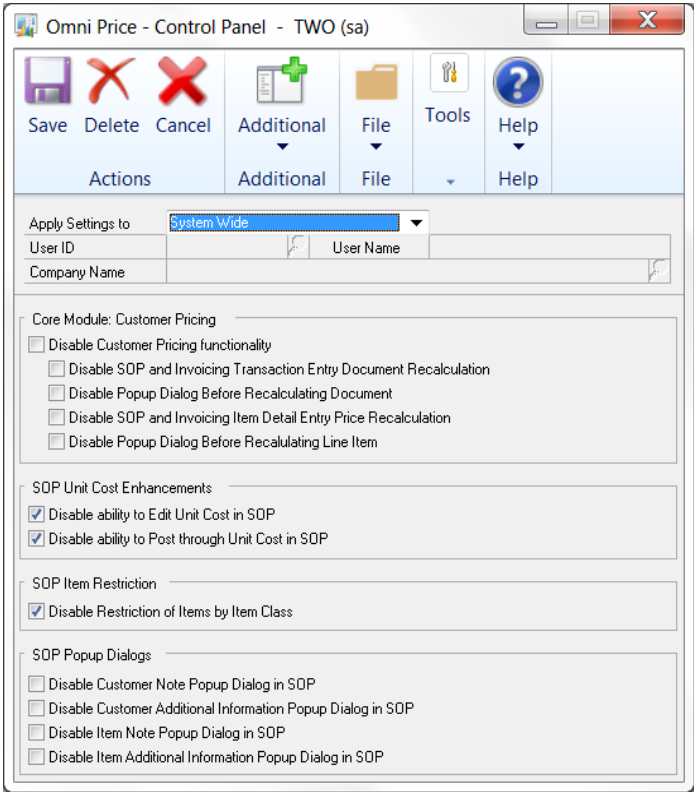 Omni Price - Control Panel - TWO (sa)
Save Delete Cancel Additional File Tools Help
Actions Additional File Help
Apply Settings to System Wide
User ID User Name
Company Name
Core Module: Customer Pricing
Disable Customer Pricing functionality
Disable SOP and Invoicing Transaction Entry Document Recalculation
Disable Popup Dialog Before Recalculating Document
Disable SOP and Invoicing Item Detail Entry Price Recalculation
Disable Popup Dialog Before Recalulating Line Item
SOP Unit Cost Enhancements
Disable ability to Edit Unit Cost in SOP
Disable ability to Post through Unit Cost in SOP
SOP Item Restriction
Disable Restriction of Items by Item Class
SOP Popup Dialogs
Disable Customer Note Popup Dialog in SOP
Disable Customer Additional Information Popup Dialog in SOP
Disable Item Note Popup Dialog in SOP
Disable Item Additional Information Popup Dialog in SOP